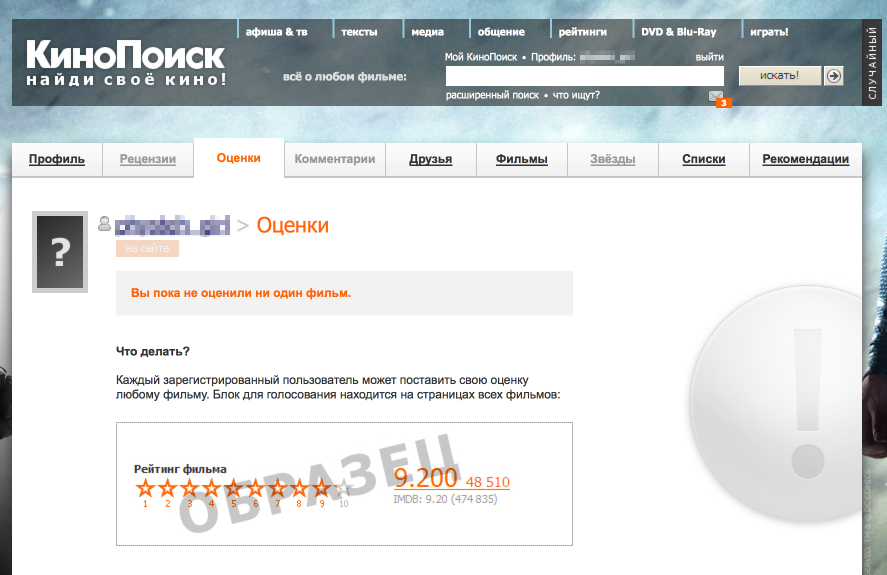 афиша & тв тексты медиа общение рейтинги DVD & Blu-Ray играть!
КиноПоиск
найди своё кино!
Мой КиноПоиск • Профиль: выйти
всё о любом фильме:
искать!
расширенный поиск • что ищут?
3
СЛУЧАЙНЫЙ
Профиль Рецензии Оценки Комментарии Друзья Фильмы Звёзды Списки Рекомендации
?
> Оценки
на сайте
Вы пока не оценили ни один фильм.
Что делать?
Каждый зарегистрированный пользователь может поставить свою оценку
любому фильму. Блок для голосования находится на страницах всех фильмов:
Рейтинг фильма
1 2 3 4 5 6 7 8 9 10
9.200 48 510
IMDB: 9.20 (474 835)
ОБРАЗЕЦ
!